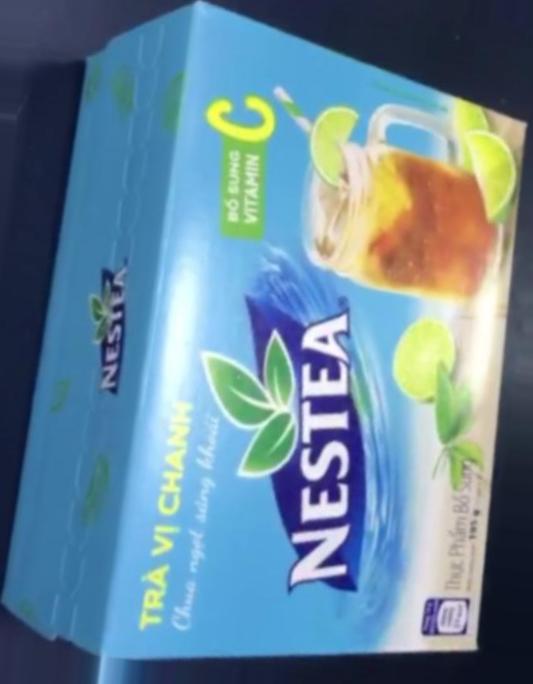 TRÀ VỊ CHANH
Chua ngọt sảng khoái
NESTEA
BỔ SUNG
VITAMIN
C
Thực Phẩm Bổ Sung
NESTEA